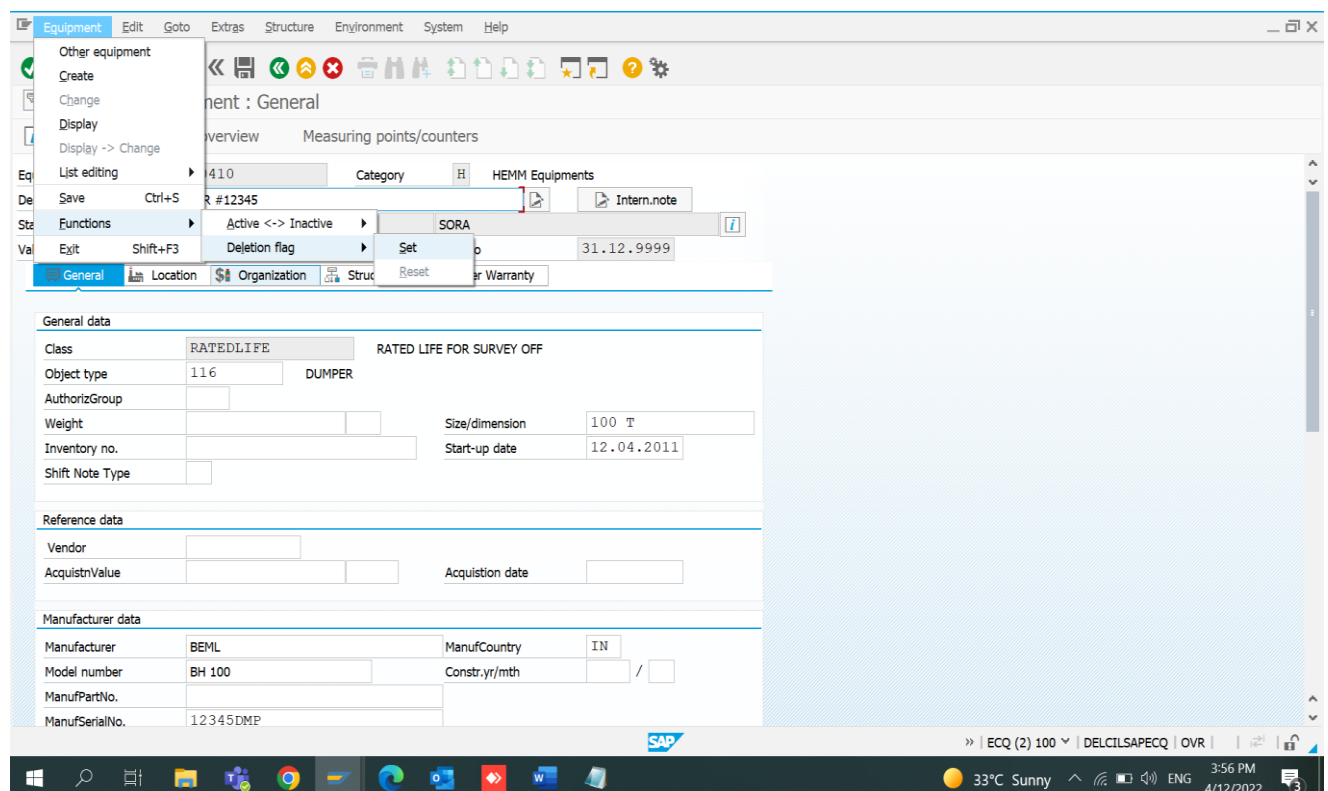 Equipment Edit Goto Extras Structure Environment System Help
Other equipment
Create
Change
Display
Display -> Change
List editing
Save Ctrl+S
Functions
Exit Shift+F3
Active <-> Inactive
Deletion flag
Set
Reset
: General
Measuring points/counters
410 Category H HEMM Equipments
#12345 Intern.note
SORA
31.12.9999
General Location Organization Warranty
General data
Class RATEDLIFE RATED LIFE FOR SURVEY OFF
Object type 116 DUMPER
AuthorizGroup
Weight Size/dimension 100 T
Inventory no. Start-up date 12.04.2011
Shift Note Type
Reference data
Vendor
AcquistnValue Acquistion date
Manufacturer data
Manufacturer BEML ManufCountry IN
Model number BH 100 Constr.yr/mth /
ManufPartNo.
ManufSerialNo. 12345DMP
SAP
ECQ (2) 100 DELCILSAPECQ OVR
33°C Sunny ENG 3:56 PM
4/12/2022